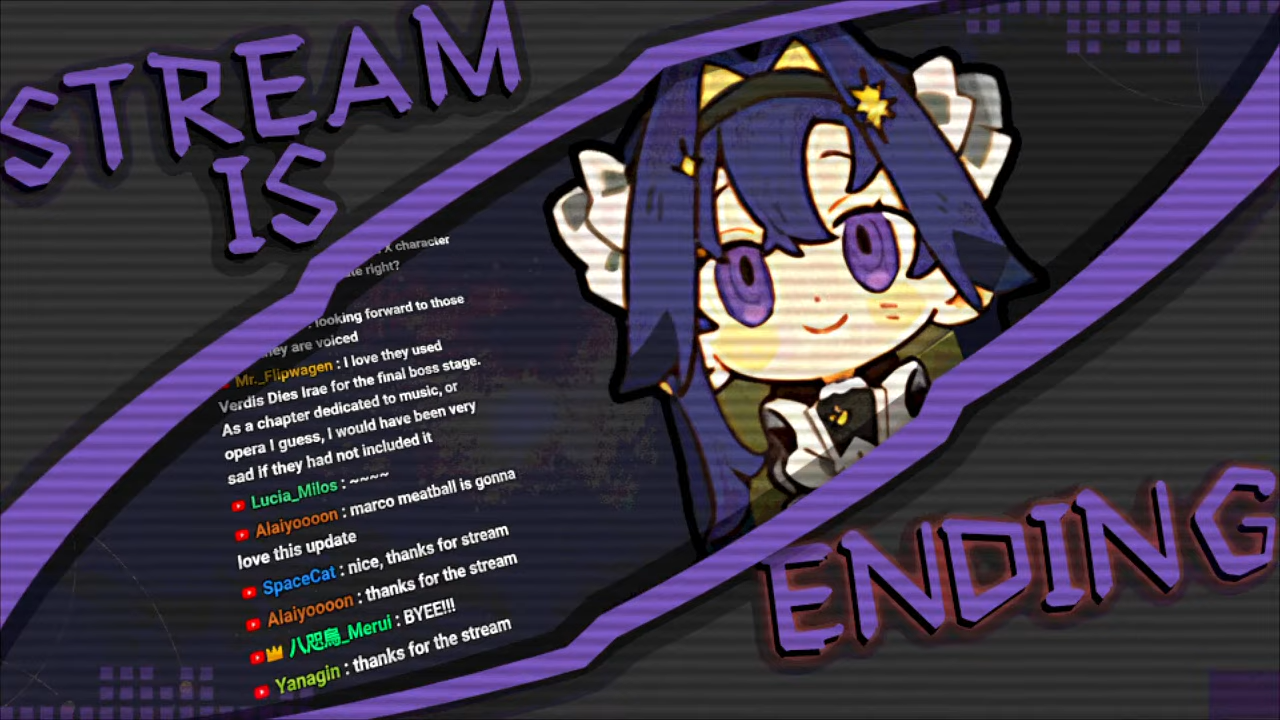 STREAM
IS
X character
right?
looking forward to those
they are voiced
Mr._Flipwagen : I love they used
Verdis Dies Irae for the final boss stage.
As a chapter dedicated to music, or
opera I guess, I would have been very
sad if they had not included it
Lucia_Milos : ~~~~
Alaiyoooon : marco meatball is gonna
love this update
SpaceCat : nice, thanks for stream
Alaiyoooon : thanks for the stream
八咫烏_Merui : BYEE!!!
Yanagin : thanks for the stream
ENDING